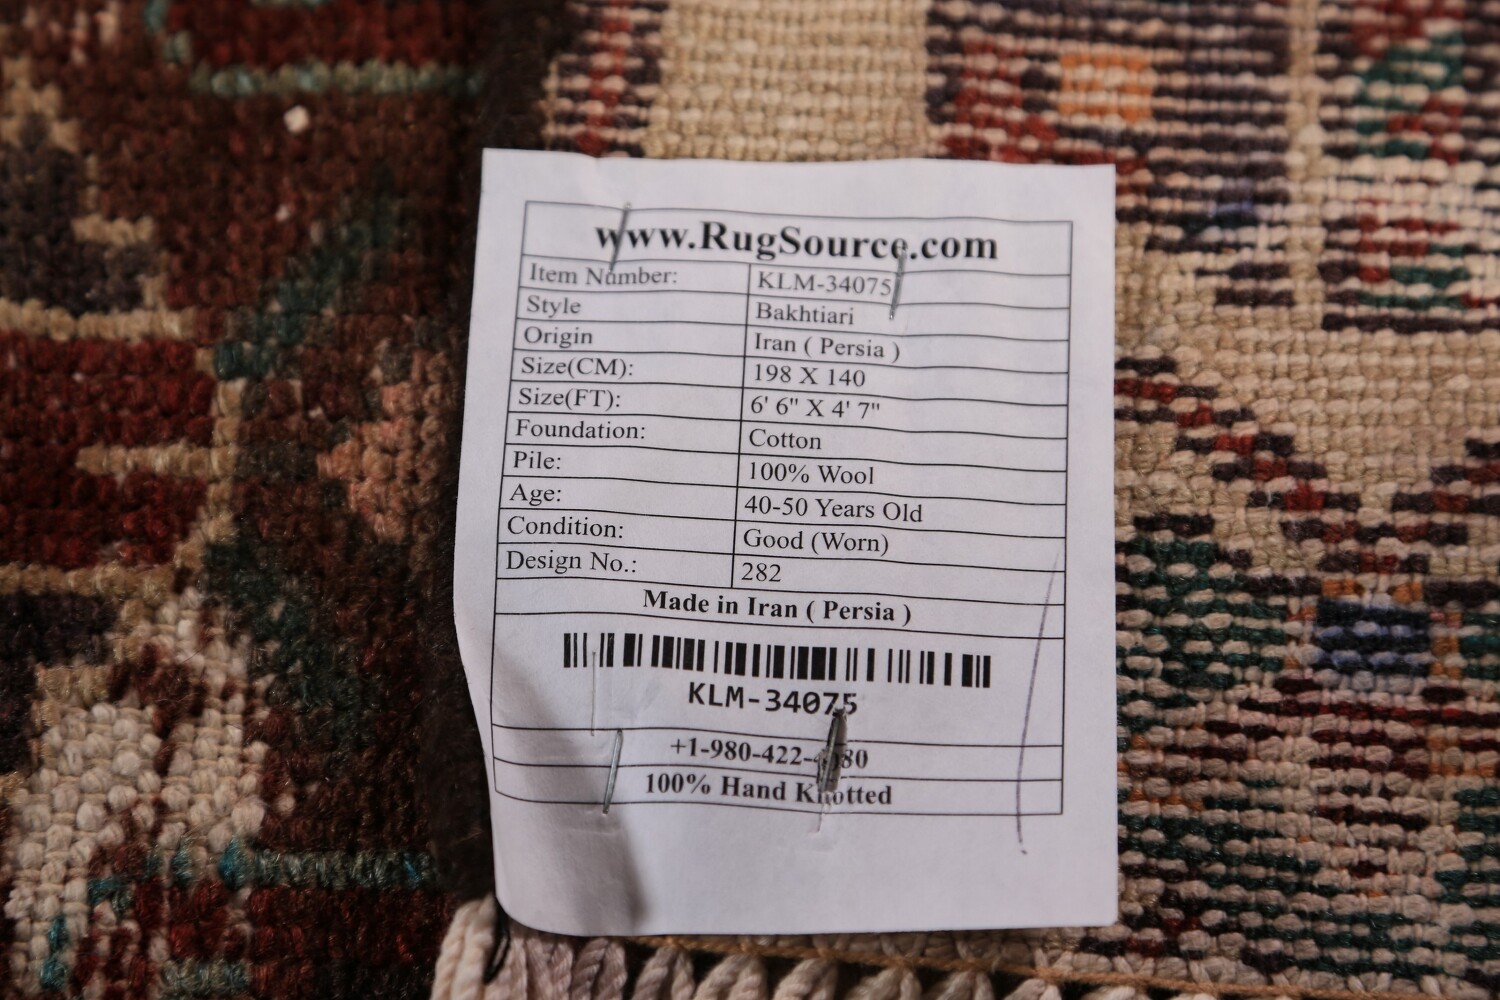 www.RugSource.com
Item Number: KLM-34075
Style Bakhtiari
Origin Iran ( Persia )
Size(CM): 198 X 140
Size(FT): 6' 6" X 4' 7"
Foundation: Cotton
Pile: 100% Wool
Age: 40-50 Years Old
Condition: Good (Worn)
Design No.: 282
Made in Iran ( Persia )
KLM-34075
100% Hand Knotted